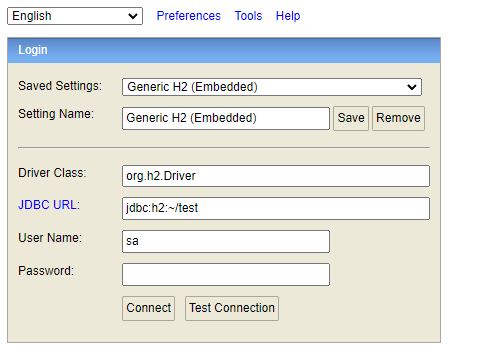 English Preferences Tools Help
Login
Saved Settings: Generic H2 (Embedded)
Setting Name: Generic H2 (Embedded) Save Remove
Driver Class: org.h2.Driver
JDBC URL: jdbc:h2:~/test
User Name: sa
Password:
Connect Test Connection